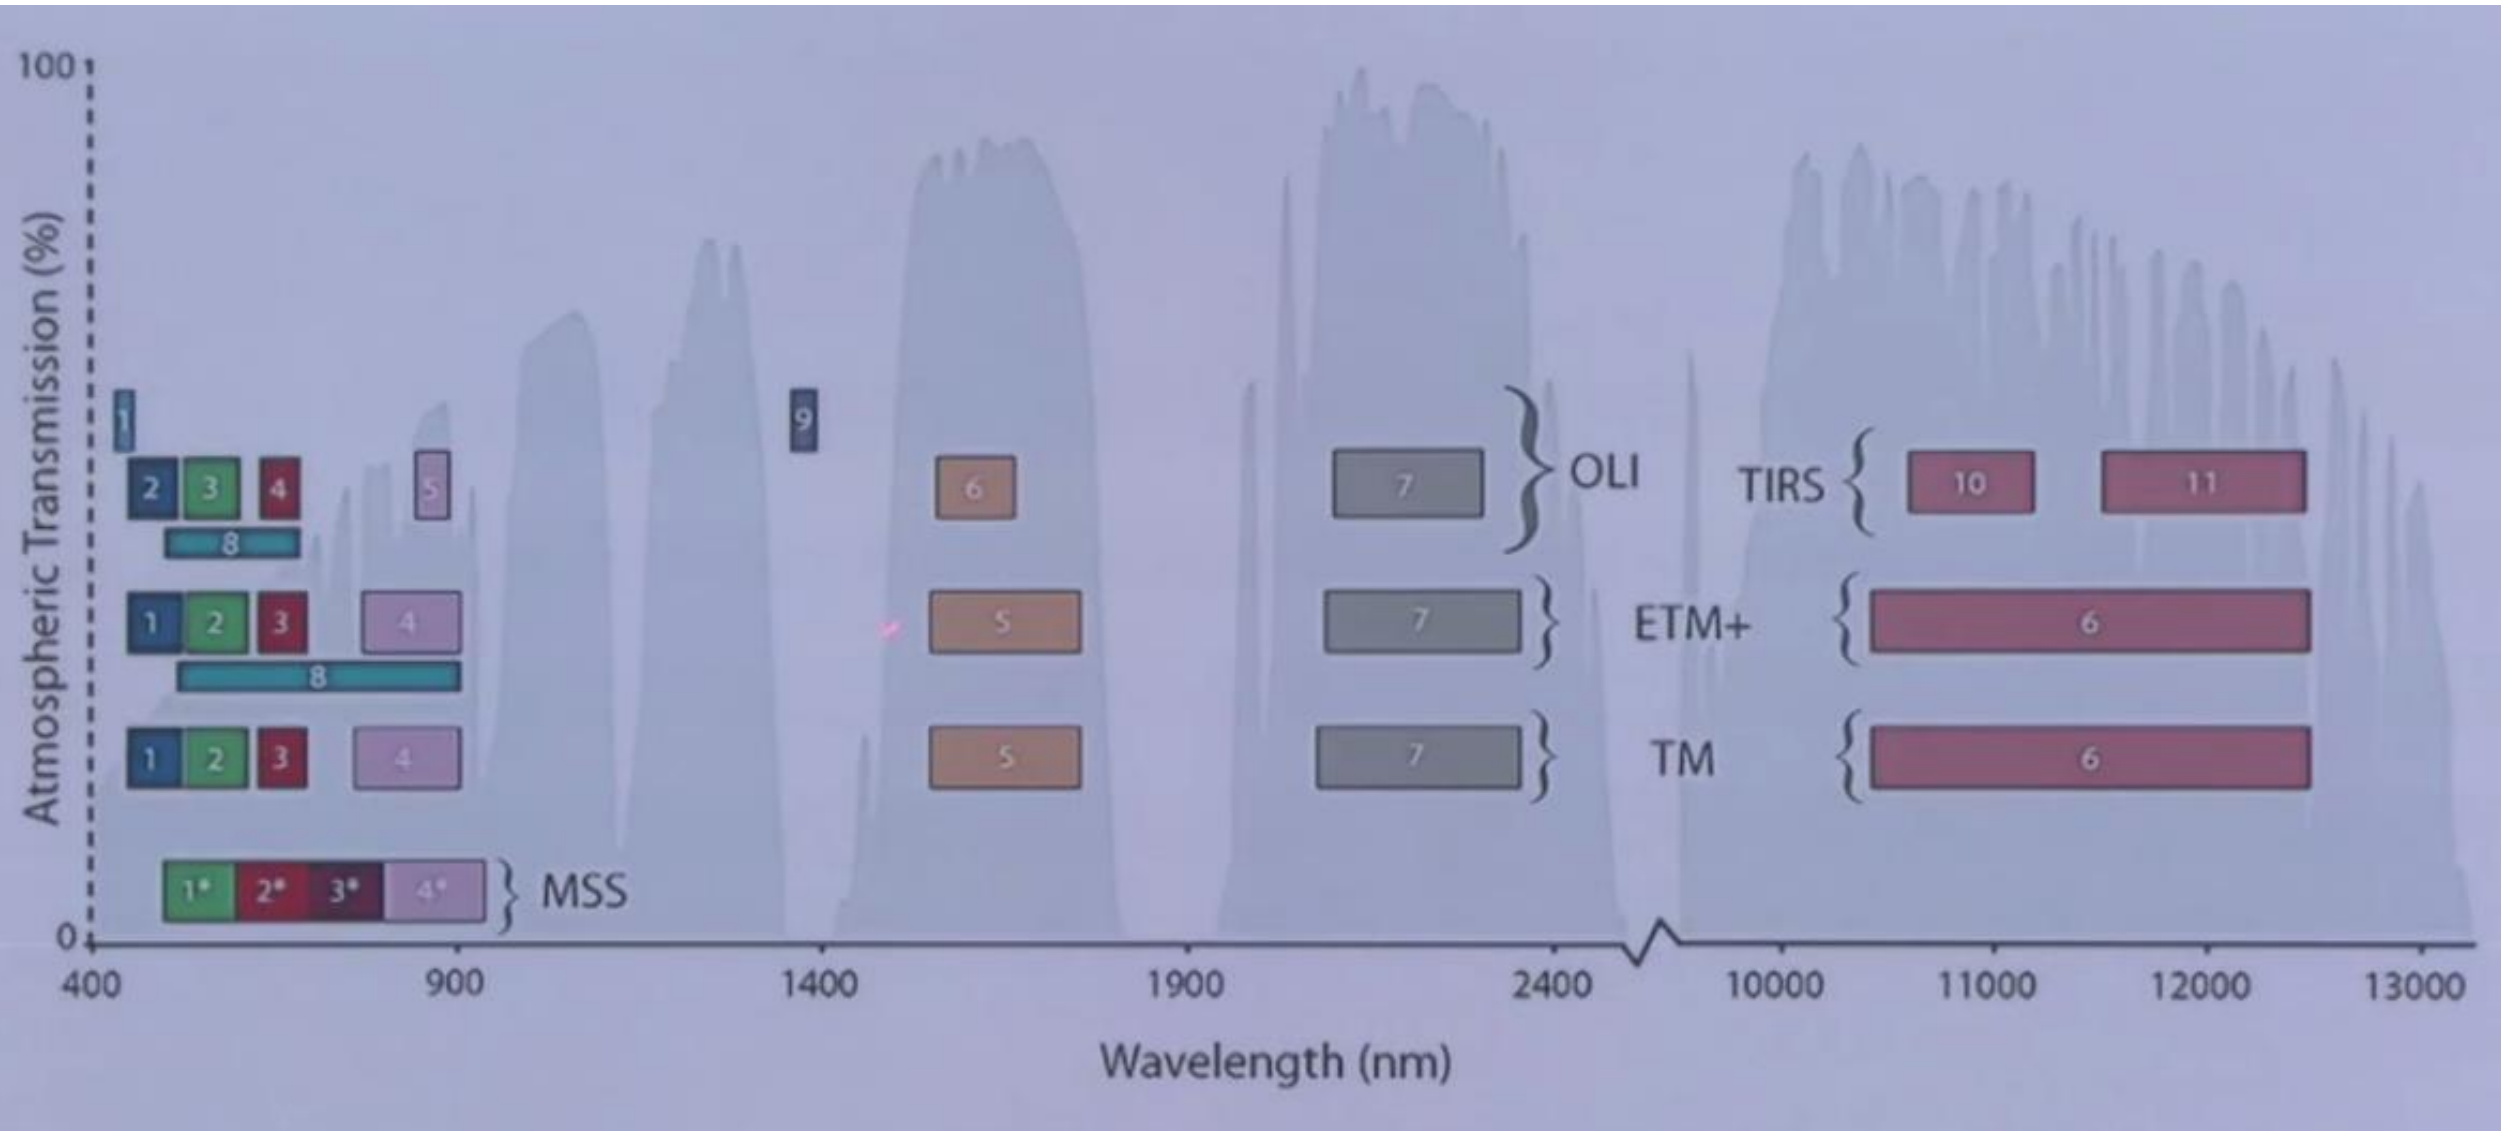 100
Atmospheric Transmission (%)
1 9
2 3 4 5 6 7 OLI TIRS 10 11
8
1 2 3 4 5 7 ETM+ 6
8
1 2 3 4 5 7 TM 6
1* 2* 3* 4* MSS
0
400 900 1400 1900 2400 10000 11000 12000 13000
Wavelength (nm)